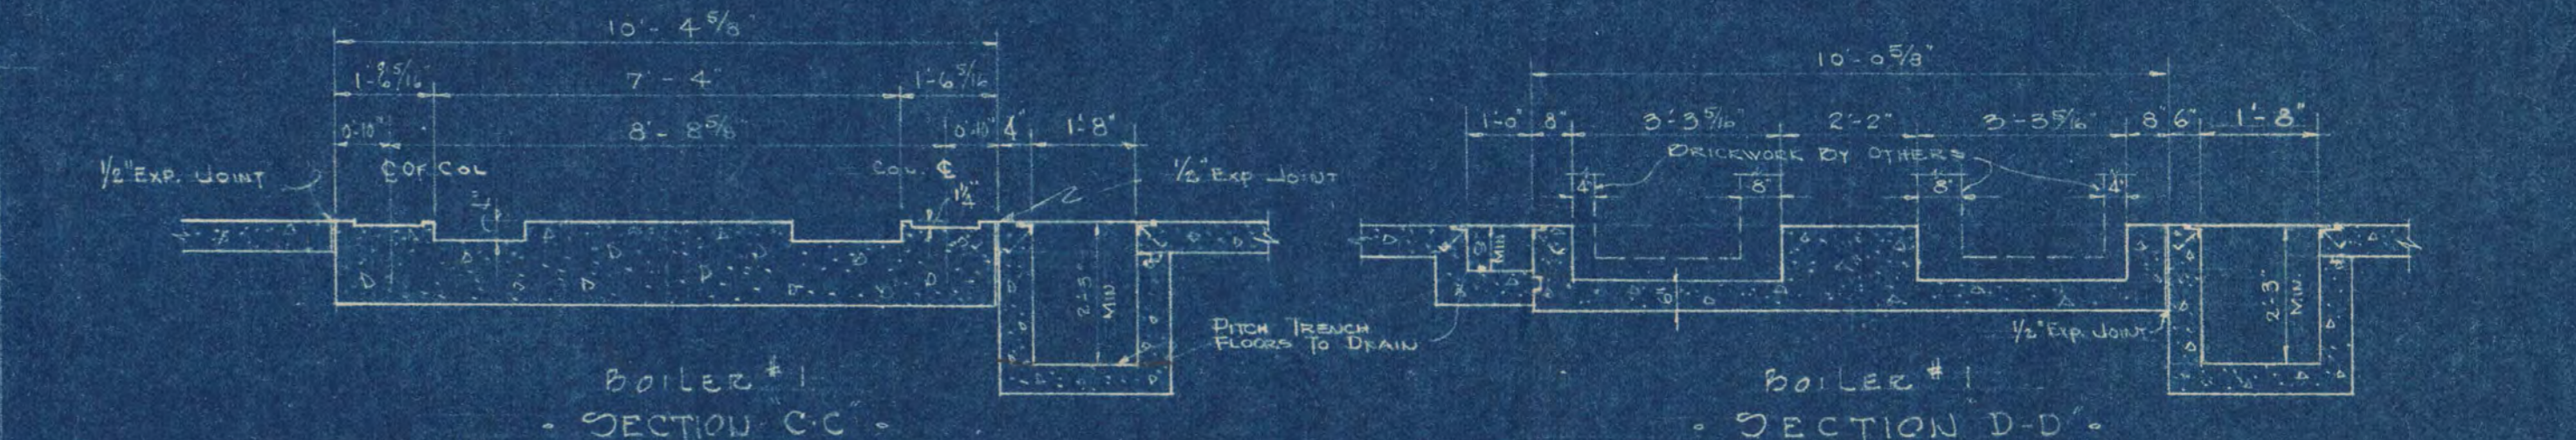 10'- 4 5/8"
1'-6 5/16" 7'-4" 1'-6 5/16"
0'-10" 8'- 8 5/8" 0'-10" 4" 1'-8"
1/2" EXP. JOINT
℄ OF COL
COL. ℄
1/2" EXP JOINT
1 1/4"
2'-3"
MIN
PITCH TRENCH
FLOORS TO DRAIN
BOILER #1
- SECTION C-C -
10'-0 5/8"
1'-0" 8" 3'-3 5/16" 2'-2" 3'-3 5/16" 8" 6" 1'-8"
BRICKWORK BY OTHERS
4" 8" 8" 4"
MIN
6"
2'-3"
MIN
1/2" EXP. JOINT
BOILER #1
- SECTION D-D -